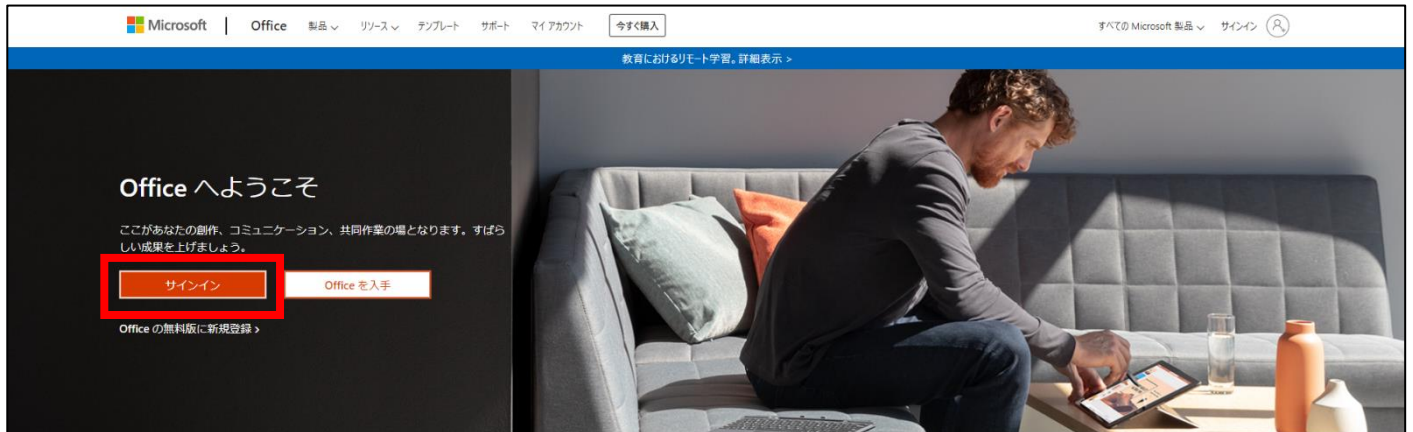 Microsoft | Office 製品 リソース テンプレート サポート マイ アカウント 今すぐ購入 すべての Microsoft 製品 サインイン
教育におけるリモート学習。詳細表示 >
Office へようこそ
ここがあなたの創作、コミュニケーション、共同作業の場となります。すばら
しい成果を上げましょう。
サインイン Office を入手
Office の無料版に新規登録 >